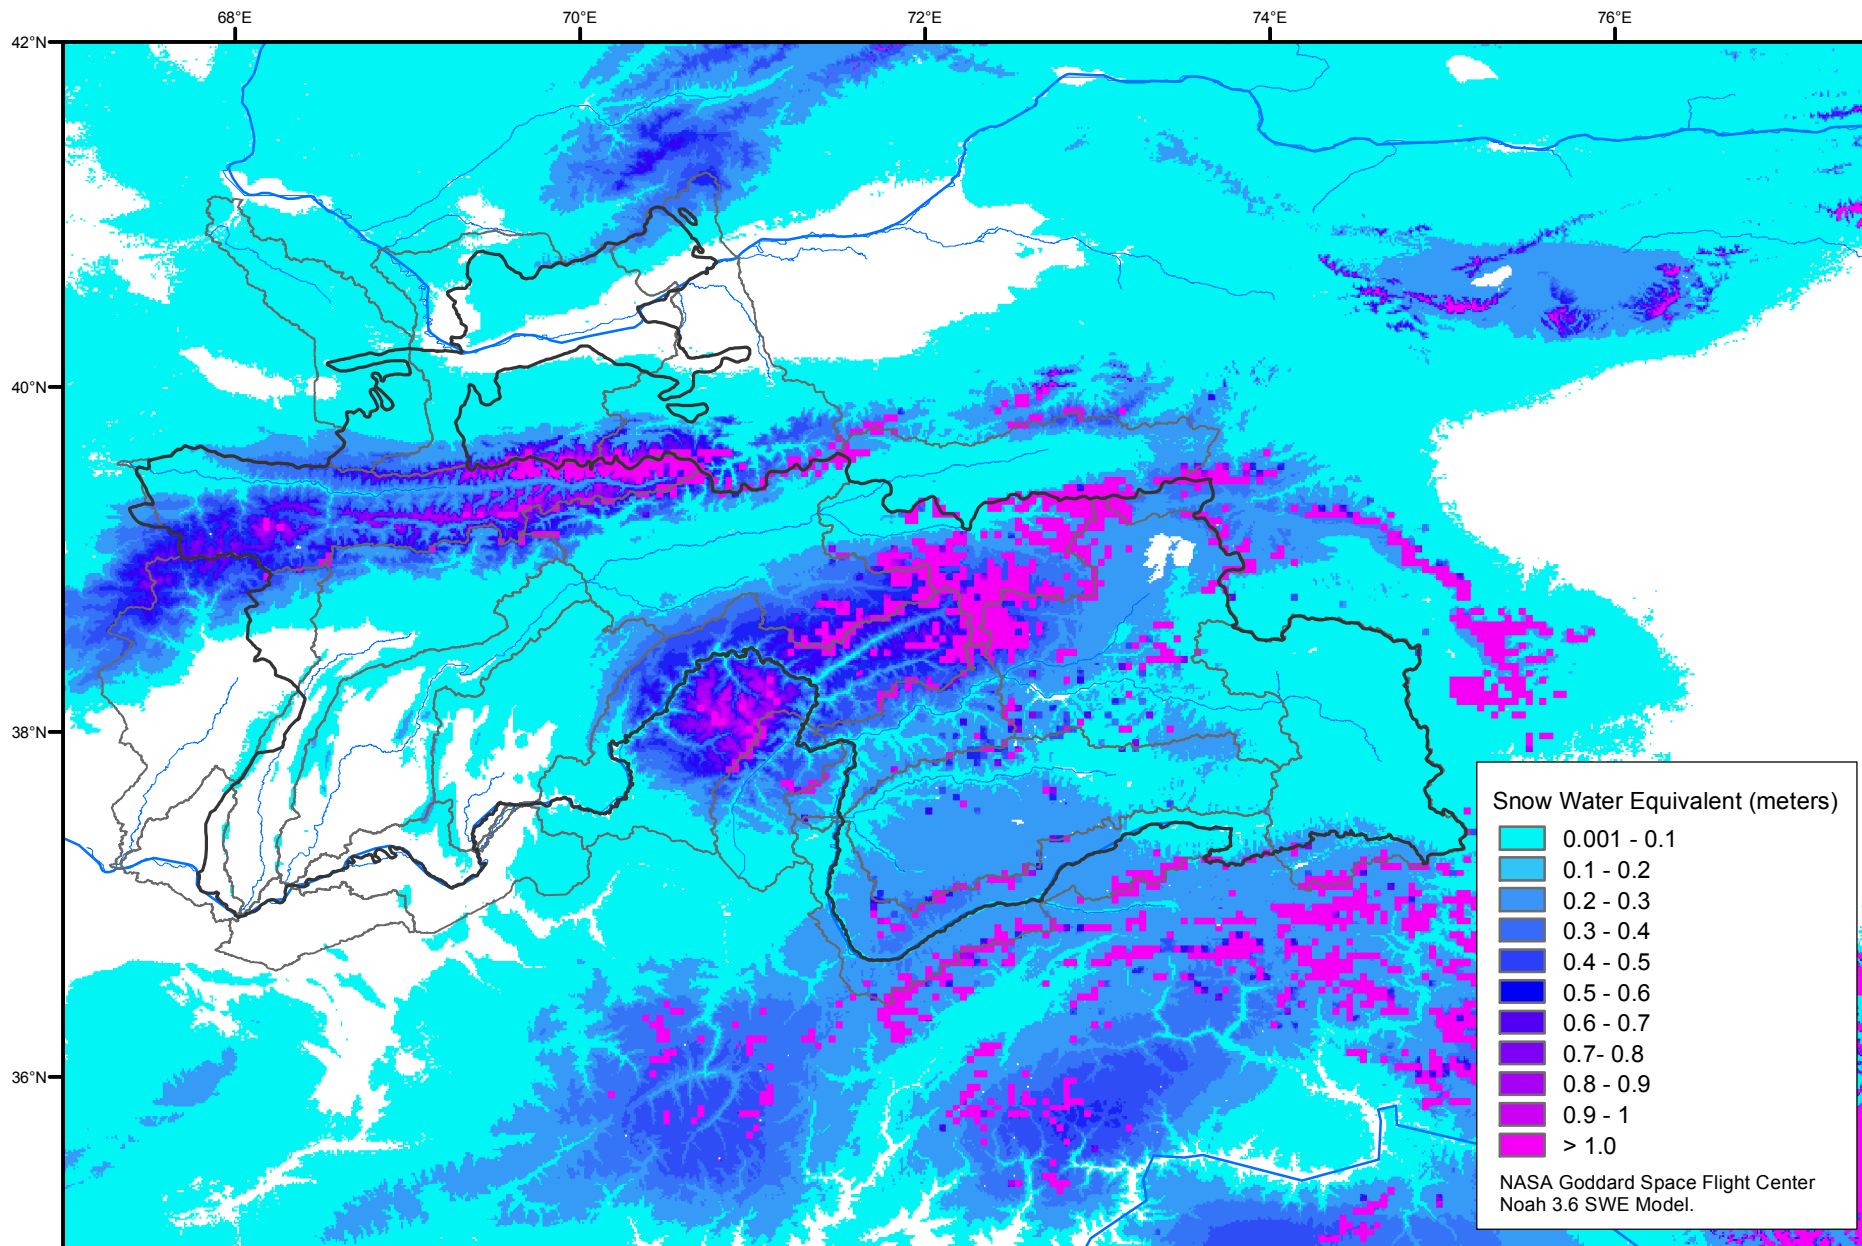 68°E
70°E
72°E
74°E
76°E
42°N
40°N
38°N
36°N
Snow Water Equivalent (meters)
0.001 - 0.1
0.1 - 0.2
0.2 - 0.3
0.3 - 0.4
0.4 - 0.5
0.5 - 0.6
0.6 - 0.7
0.7- 0.8
0.8 - 0.9
0.9 - 1
> 1.0
NASA Goddard Space Flight Center
Noah 3.6 SWE Model.